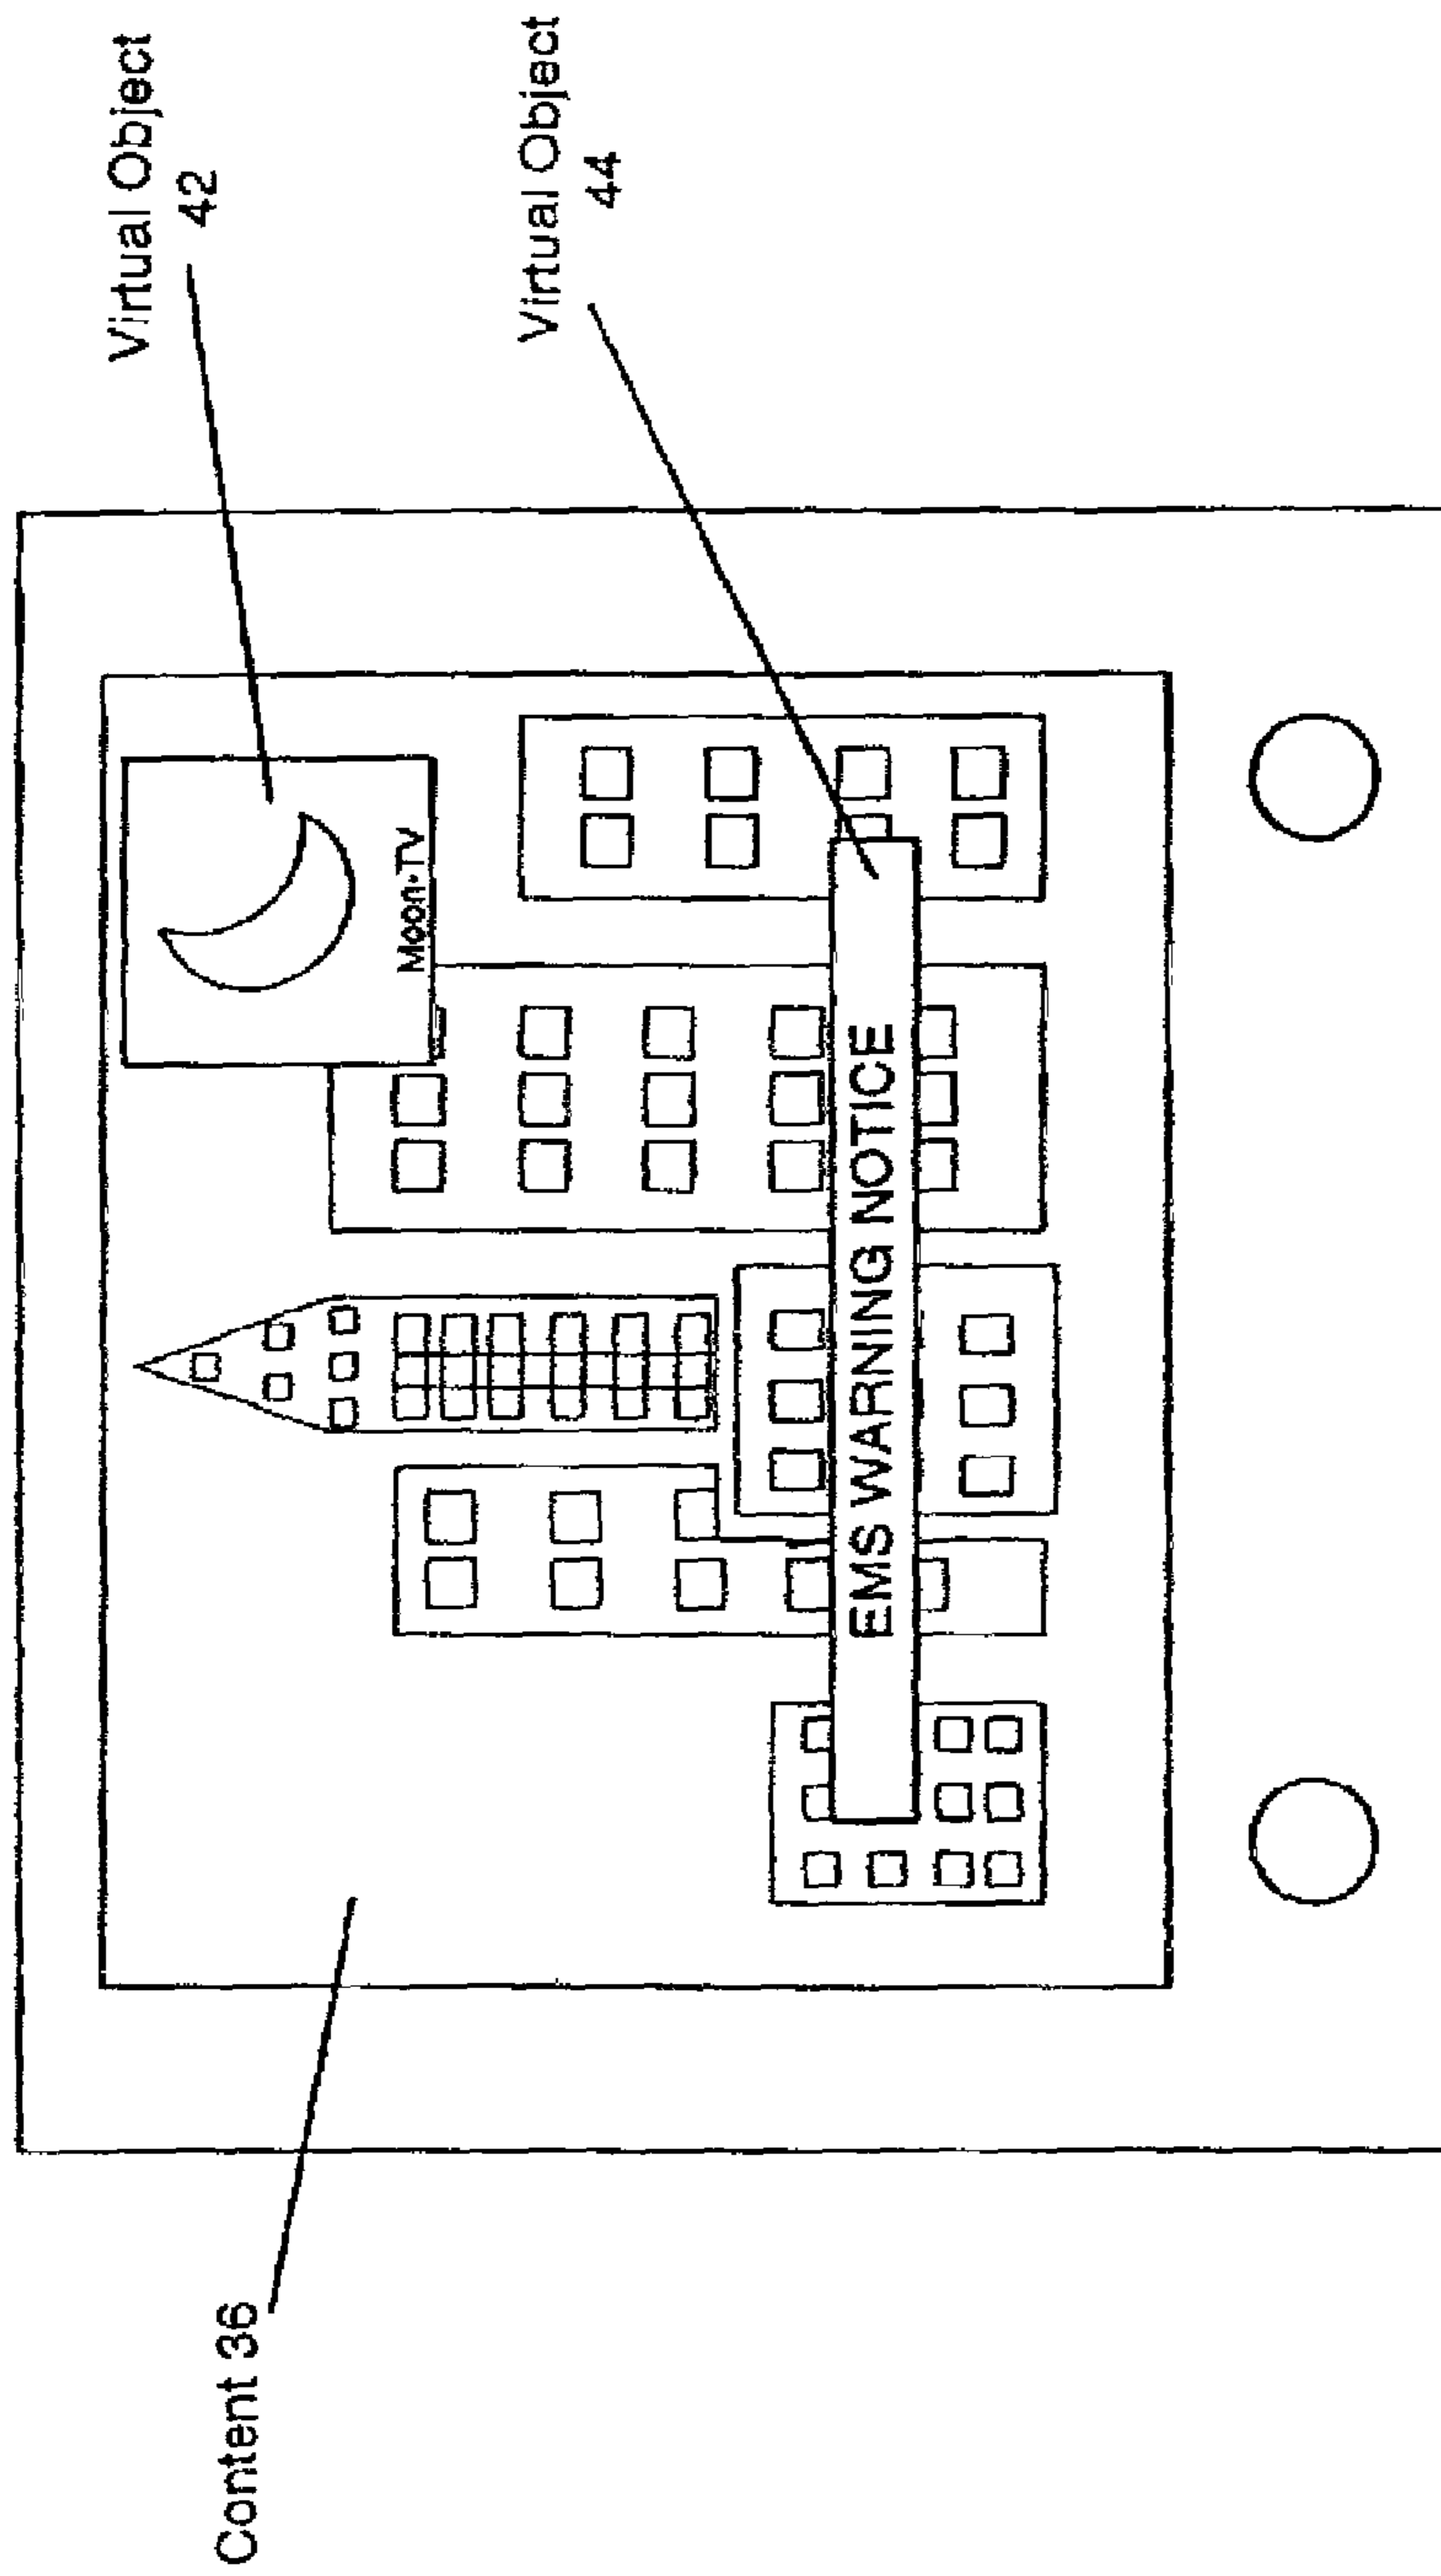 Virtual Object
42
Virtual Object
44
Moon-TV
EMS WARNING NOTICE
Content 36